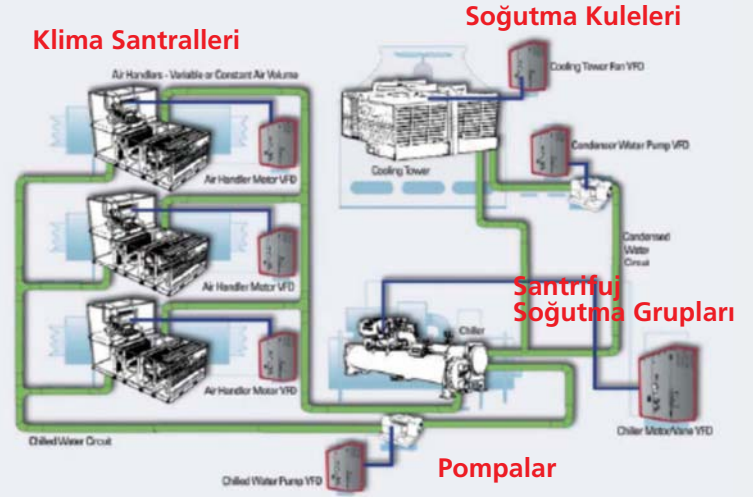 Klima Santralleri
Soğutma Kuleleri
Air Handlers - Variable or Constant Air Volume
Cooling Tower Fan VFD
Condenser Water Pump VFD
Air Handler Motor VFD
Cooling Tower
Condensed
Water
Circuit
Air Handler Motor VFD
Santrifuj
Soğutma Grupları
Chiller
Air Handler Motor VFD
Chiller Motor/Vane VFD
Chilled Water Circuit
Pompalar
Chilled Water Pump VFD